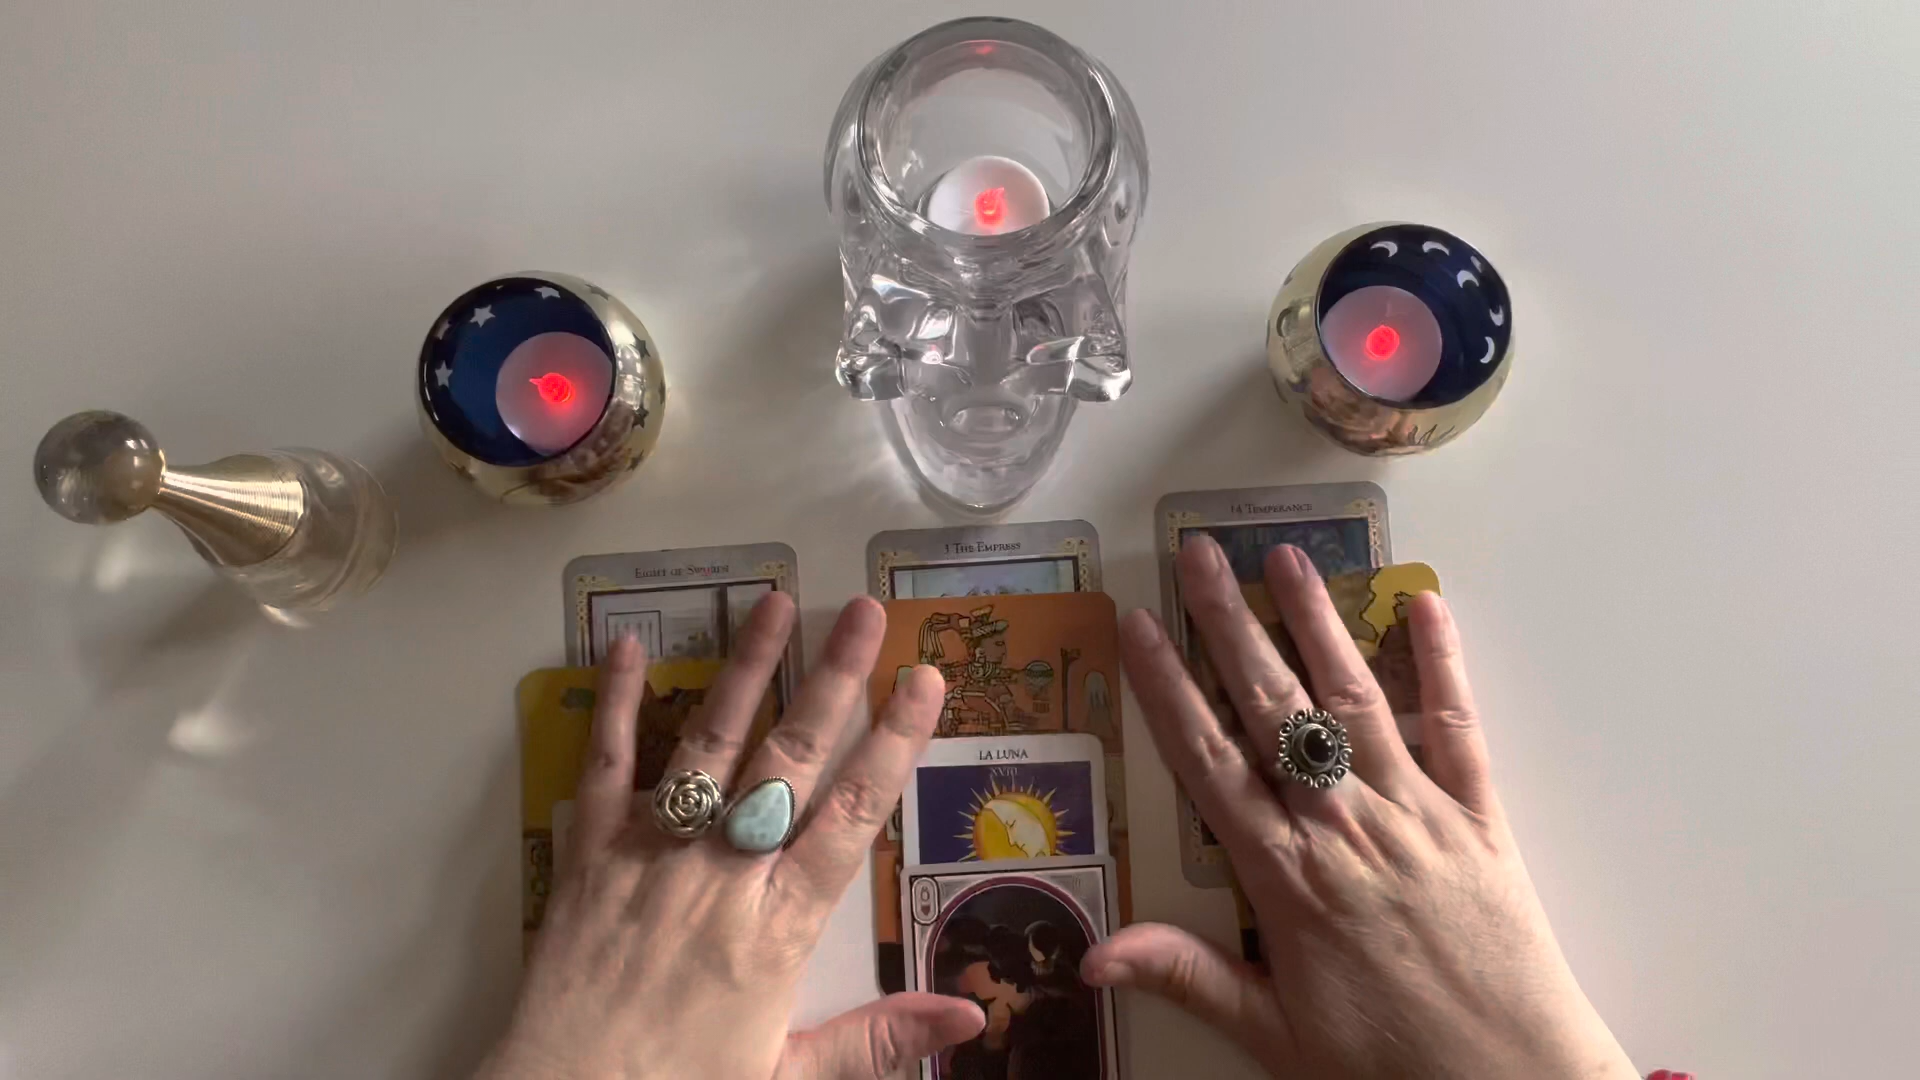 14 TEMPERANCE
3 THE EMPRESS
EIGHT OF SWORDS
LA LUNA
XVIII